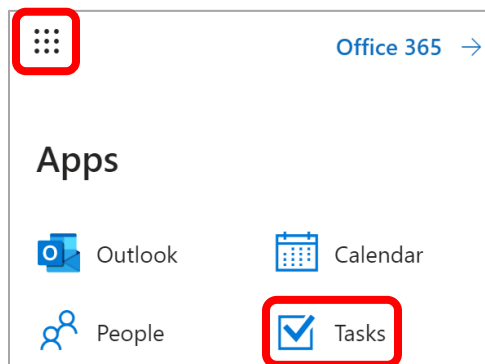 Office 365 →
Apps
Outlook
Calendar
People
Tasks